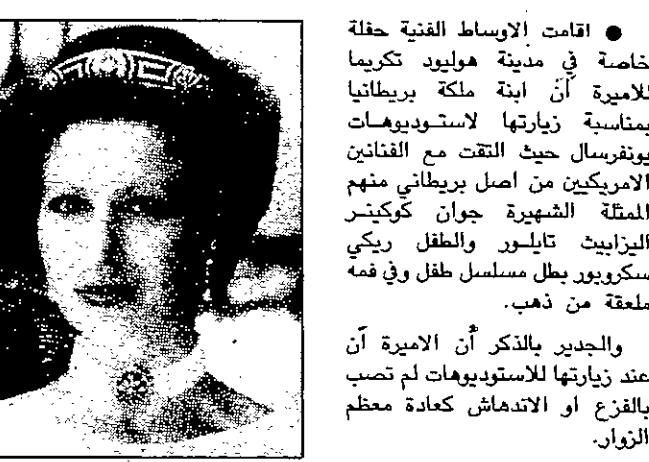 ● اقامت الاوساط الفنية حفلة
خاصة في مدينة هوليود تكريما
للاميرة آن ابنة ملكة بريطانيا
بمناسبة زيارتها لاستوديوهات
يونفرسال حيث التقت مع الفنانين
الامريكيين من اصل بريطاني منهم
الممثلة الشهيرة جوان كوكينر
اليزابيث تايلور والطفل ريكي
سكرويور بطل مسلسل طفل وفي فمه
ملعقة من ذهب.
والجدير بالذكر أن الاميرة آن
عند زيارتها للاستوديوهات لم تصب
بالفزع او الاندهاش كعادة معظم
الزوار.